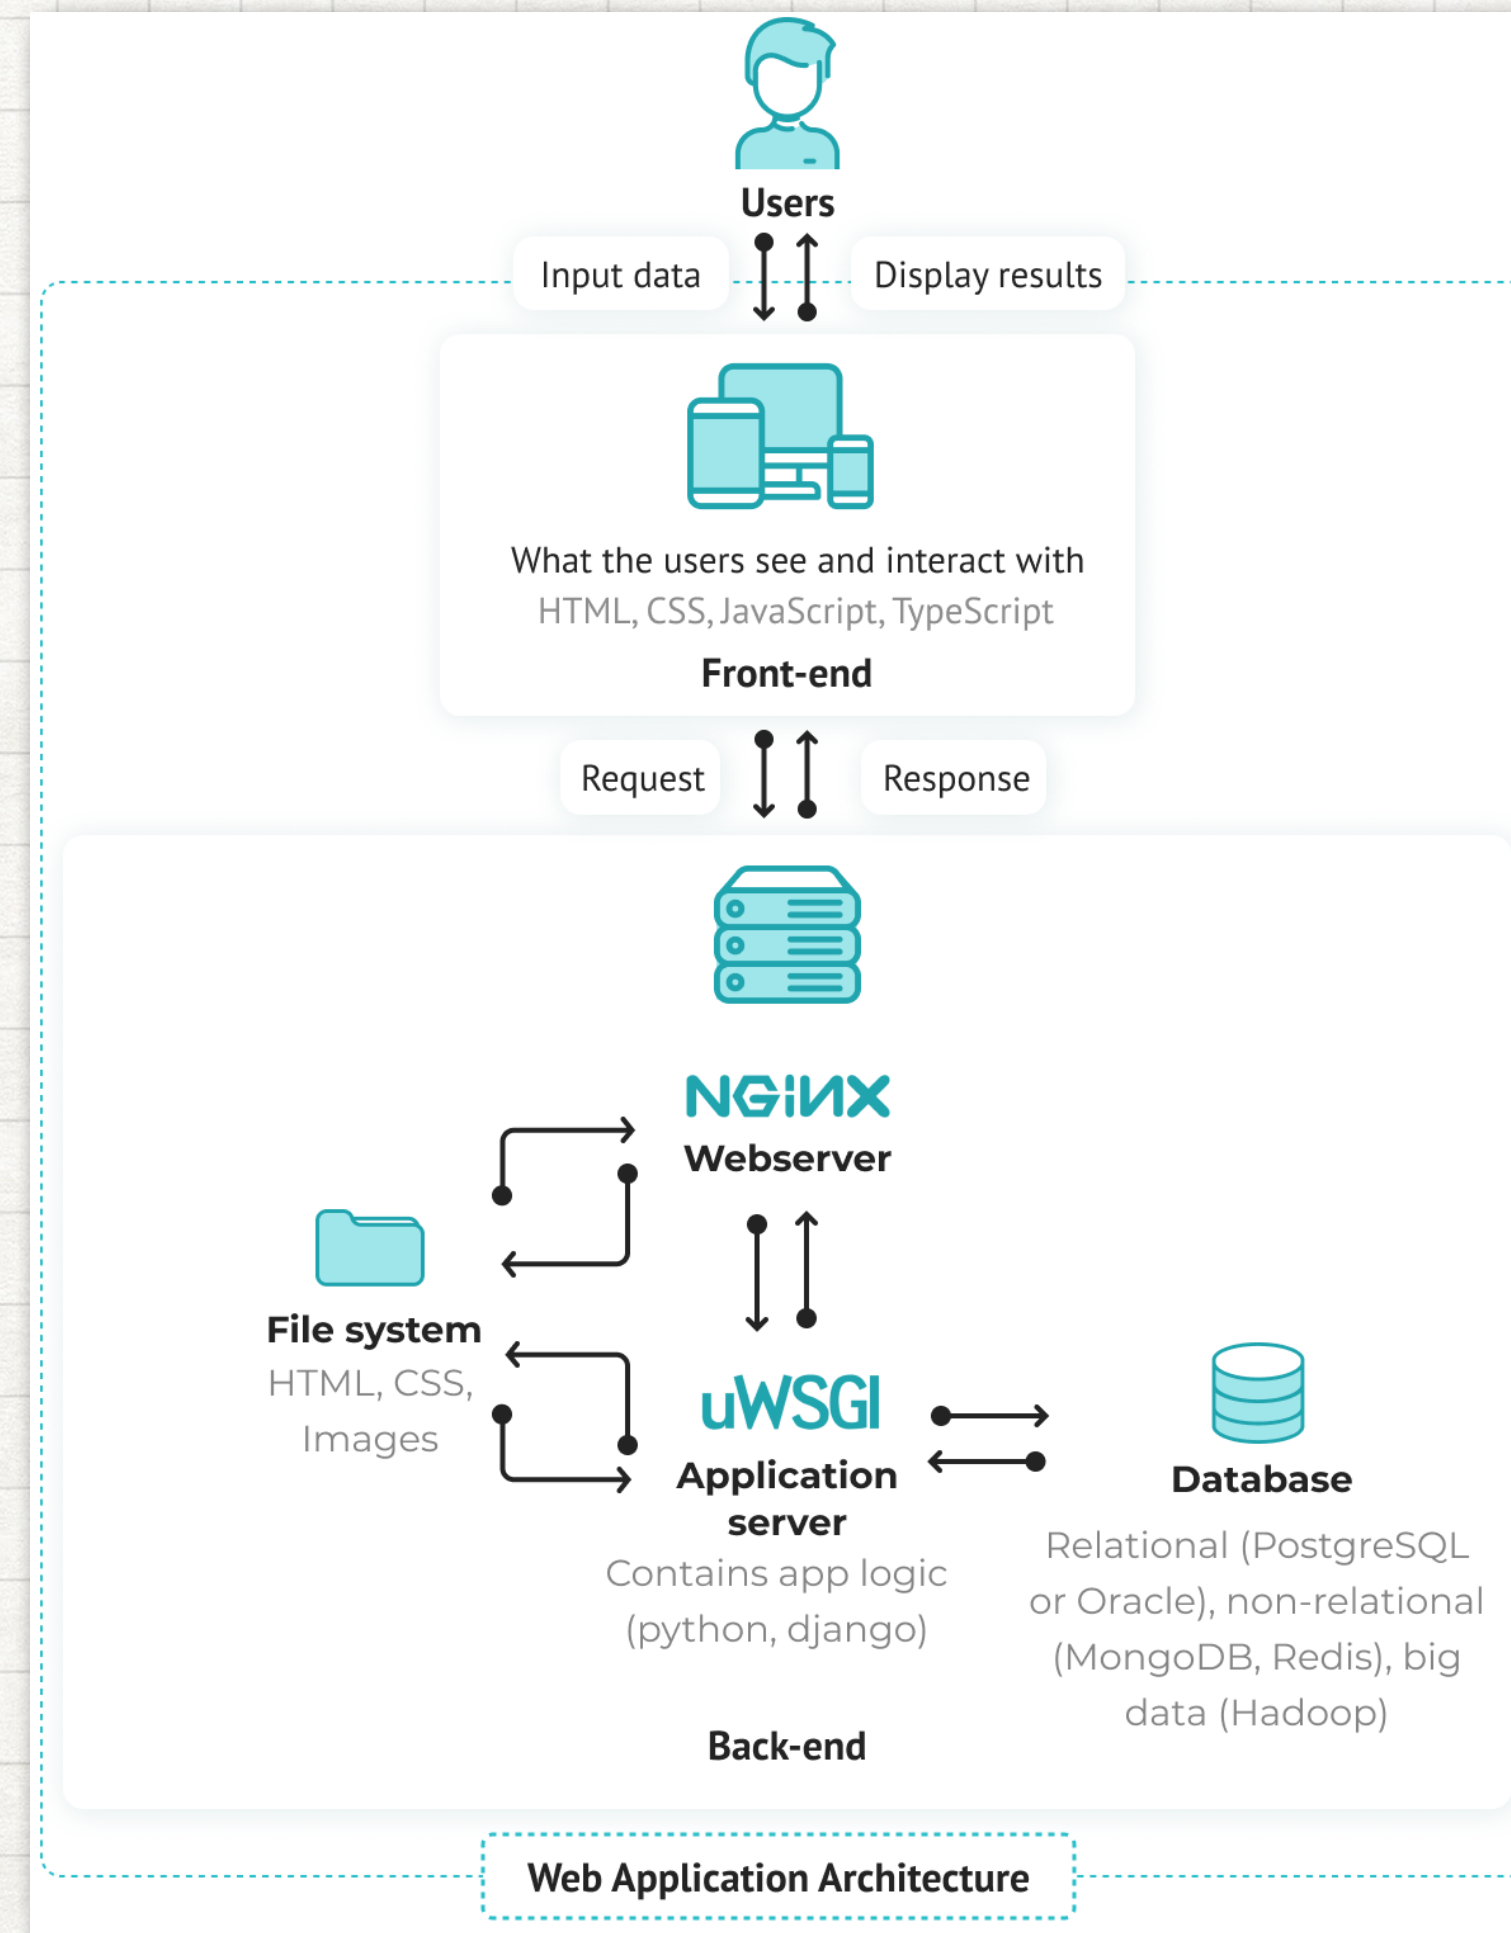 Users
Input data
Display results
What the users see and interact with
HTML, CSS, JavaScript, TypeScript
Front-end
Request
Response
NGINX
Webserver
File system
HTML, CSS,
Images
uWSGI
Application
server
Contains app logic
(python, django)
Database
Relational (PostgreSQL
or Oracle), non-relational
(MongoDB, Redis), big
data (Hadoop)
Back-end
Web Application Architecture